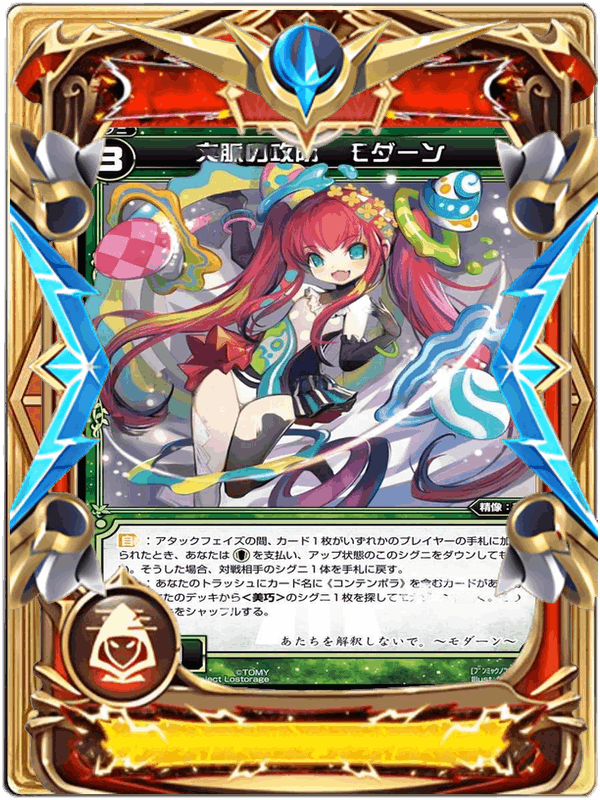 グニ
3
文脈の攻防 モダーン
精像:
自 : アタックフェイズの間、カード1枚がいずれかのプレイヤーの手札に加
られたとき、あなたは を支払い、アップ状態のこのシグニをダウンしても
い。そうした場合、対戦相手のシグニ1体を手札に戻す。
: あなたのトラッシュにカード名に《コンテンポラ》を含むカードがあ
たのデッキから<美巧>のシグニ1枚を探して
をシャッフルする。
あたちを解釈しないで。~モダーン~
©TOMY
ject Lostorage